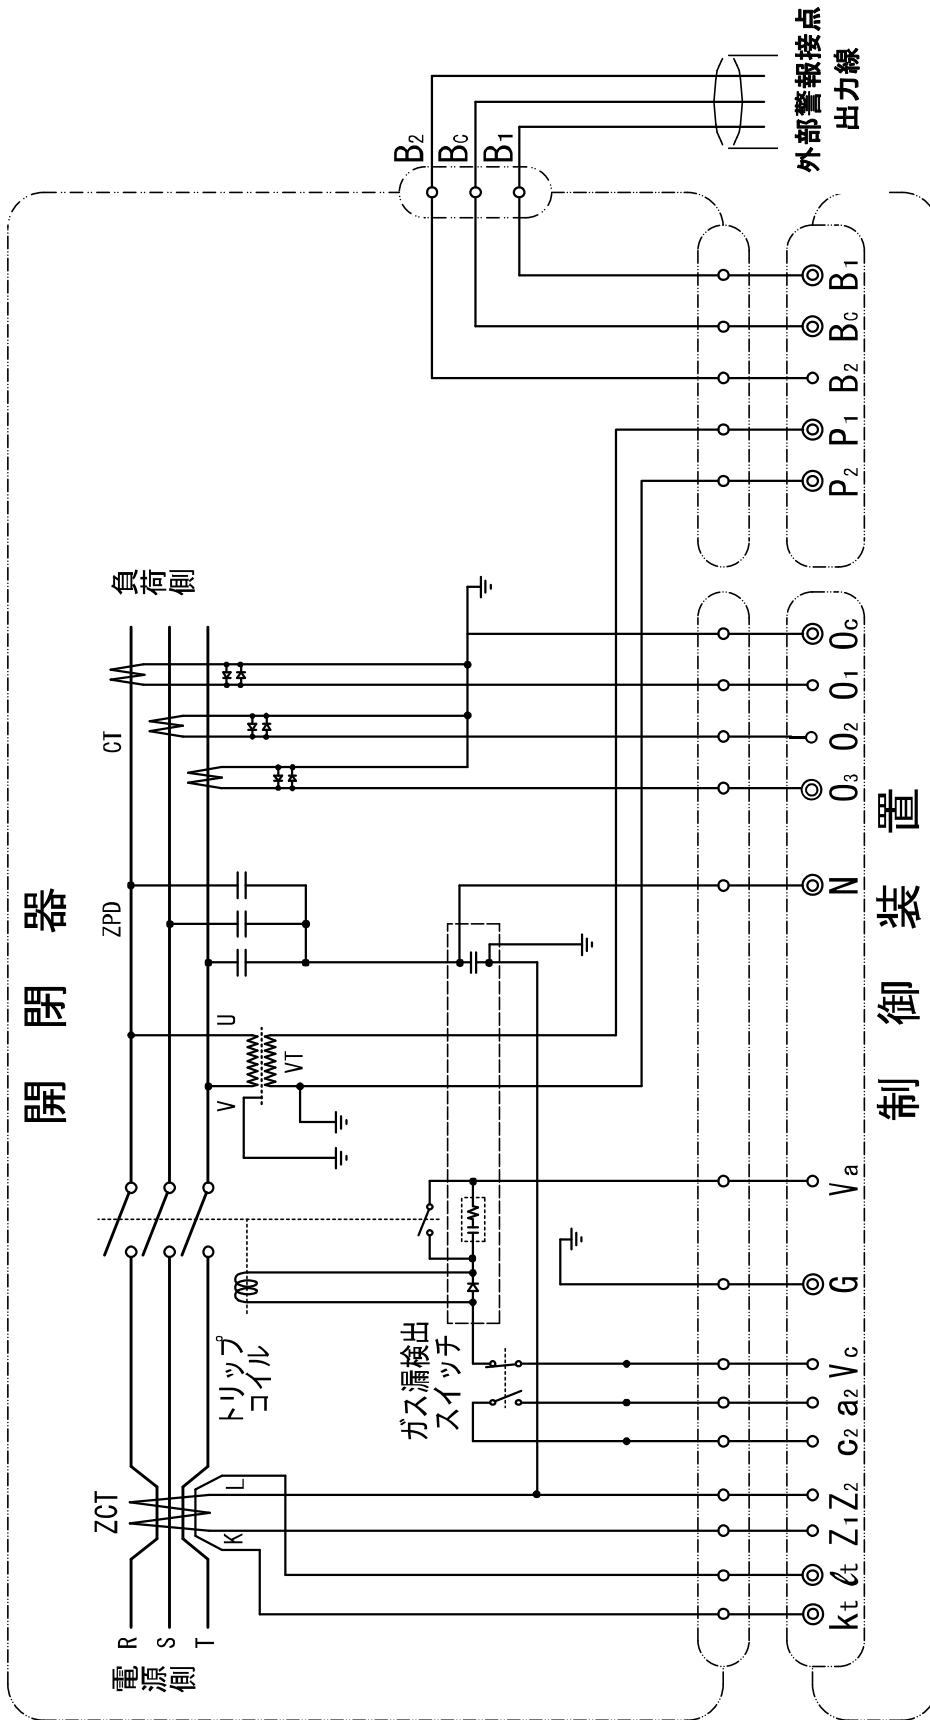 開閉器
電源側
R
S
T
ZCT
K
L
トリップ
コイル
ガス漏検出
スイッチ
V
U
VT
ZPD
CT
負荷側
B2
BC
B1
外部警報接点
出力線
kt
ℓt
Z1
Z2
c2
a2
Vc
G
Va
N
O3
O2
O1
Oc
P2
P1
B2
BC
B1
制御装置